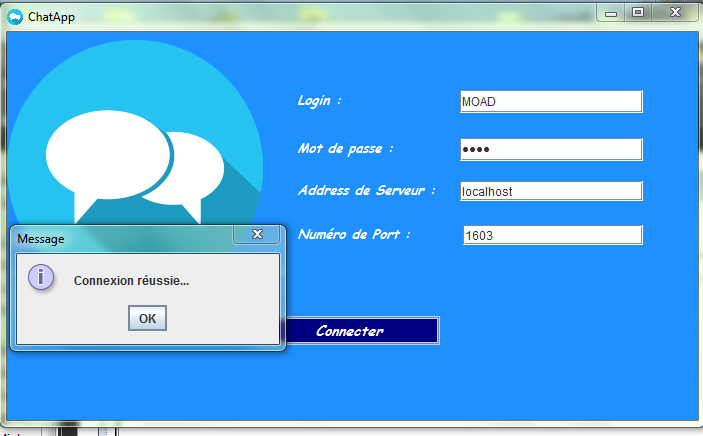 ChatApp
Login :
MOAD
Mot de passe :
••••
Address de Serveur :
localhost
Numéro de Port :
1603
Message
Connexion réussie...
OK
Connecter